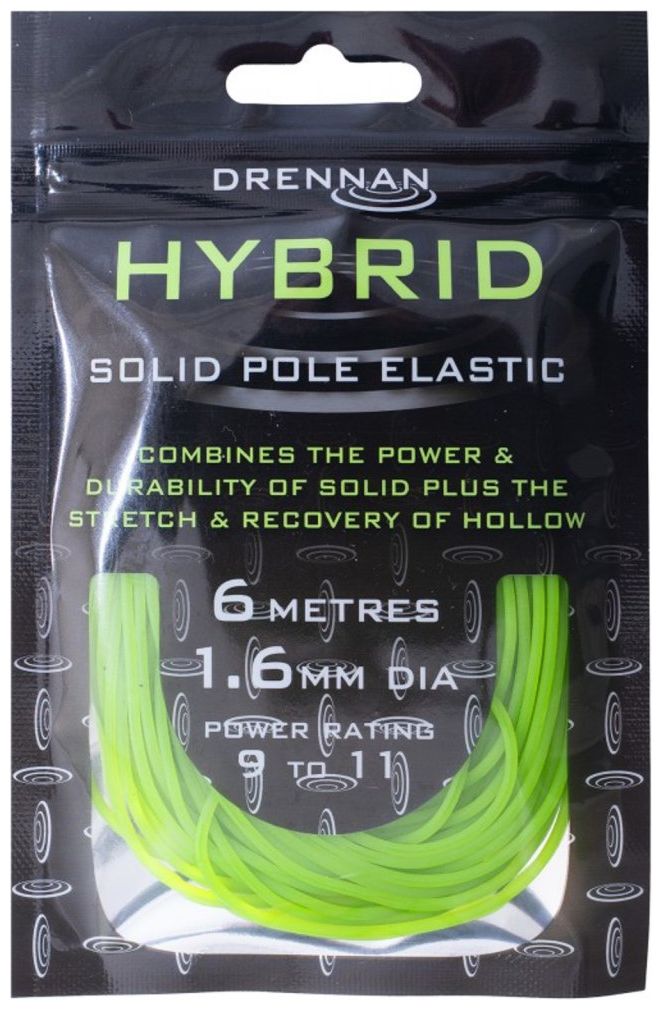 DRENNAN
HYBRID
SOLID POLE ELASTIC
COMBINES THE POWER &
DURABILITY OF SOLID PLUS THE
STRETCH & RECOVERY OF HOLLOW
6 METRES
1.6MM DIA
POWER RATING
9 TO 11